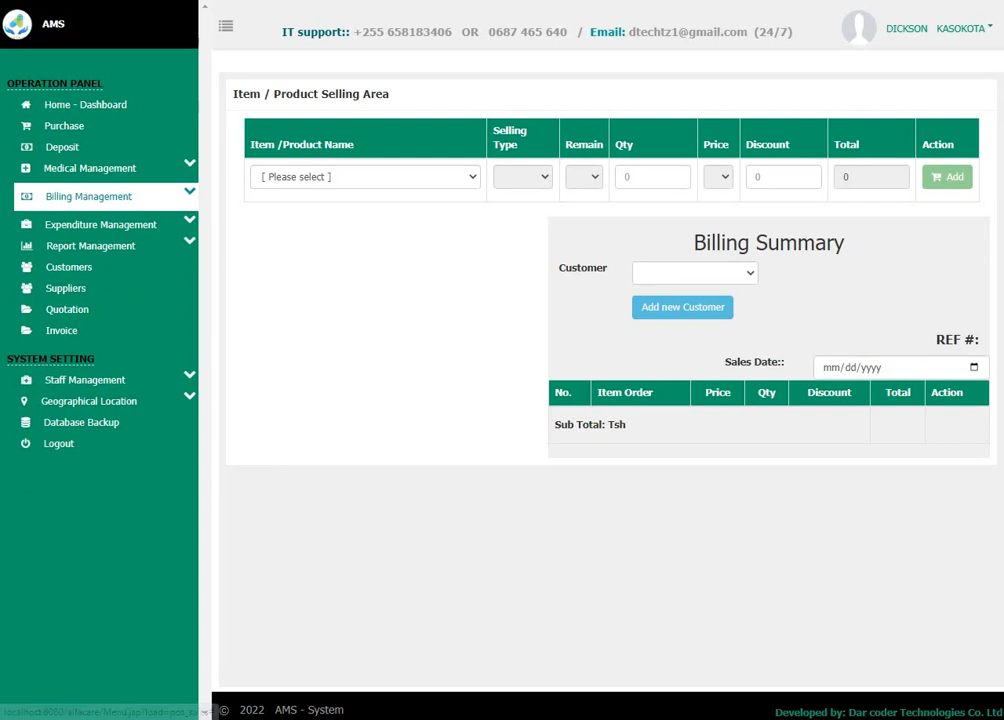 AMS
IT support:: +255 658183406 OR 0687 465 640 / Email: dtechtz1@gmail.com (24/7)
DICKSON KASOKOTA
OPERATION PANEL
Home - Dashboard
Purchase
Deposit
Medical Management
Billing Management
Expenditure Management
Report Management
Customers
Suppliers
Quotation
Invoice
SYSTEM SETTING
Staff Management
Geographical Location
Database Backup
Logout
Item / Product Selling Area
Item /Product Name
Selling
Type
Remain
Qty
Price
Discount
Total
Action
[ Please select ]
0
0
0
Add
Billing Summary
Customer
Add new Customer
REF #:
Sales Date::
mm/dd/yyyy
No. Item Order Price Qty Discount Total Action
Sub Total: Tsh
© 2022 AMS - System
Developed by: Dar coder Technologies Co. Ltd